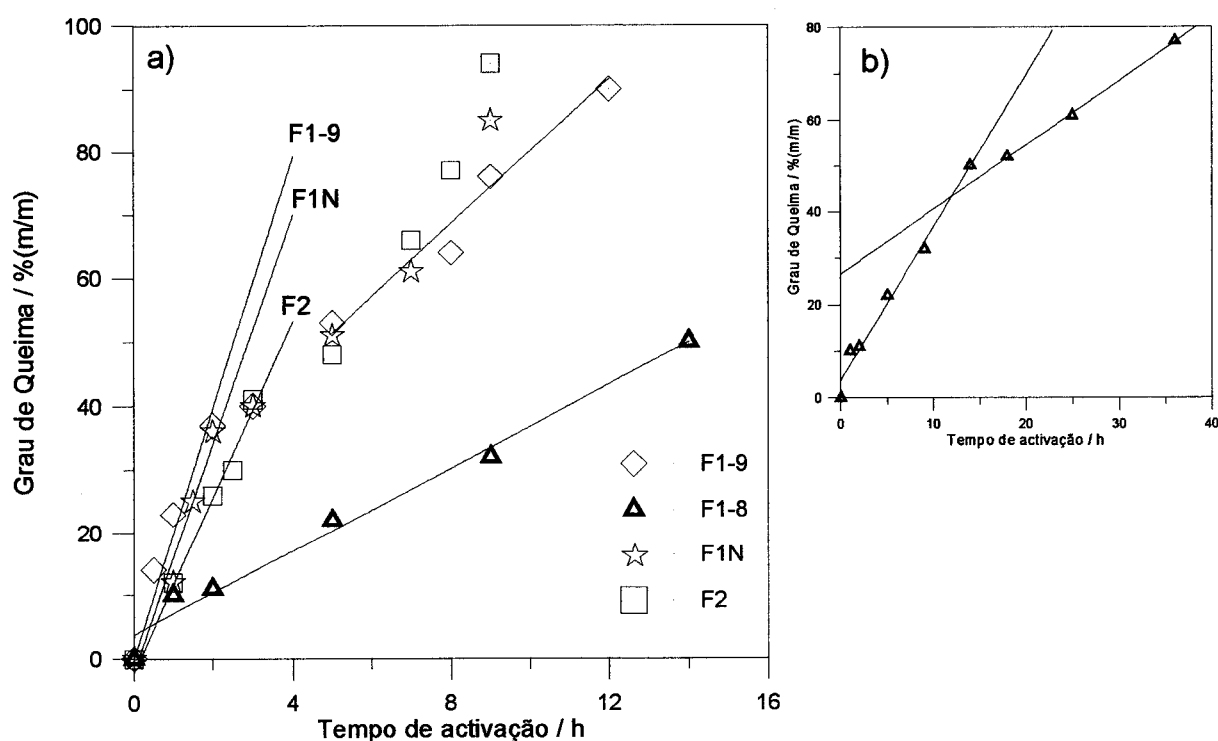 a)
100
80
60
40
20
0
0
4
8
12
16
Grau de Queima / %(m/m)
Tempo de activação / h
F1-9
F1N
F2
F1-9
F1-8
F1N
F2
b)
80
60
40
20
0
0
10
20
30
40
Grau de Queima / %(m/m)
Tempo de activação / h